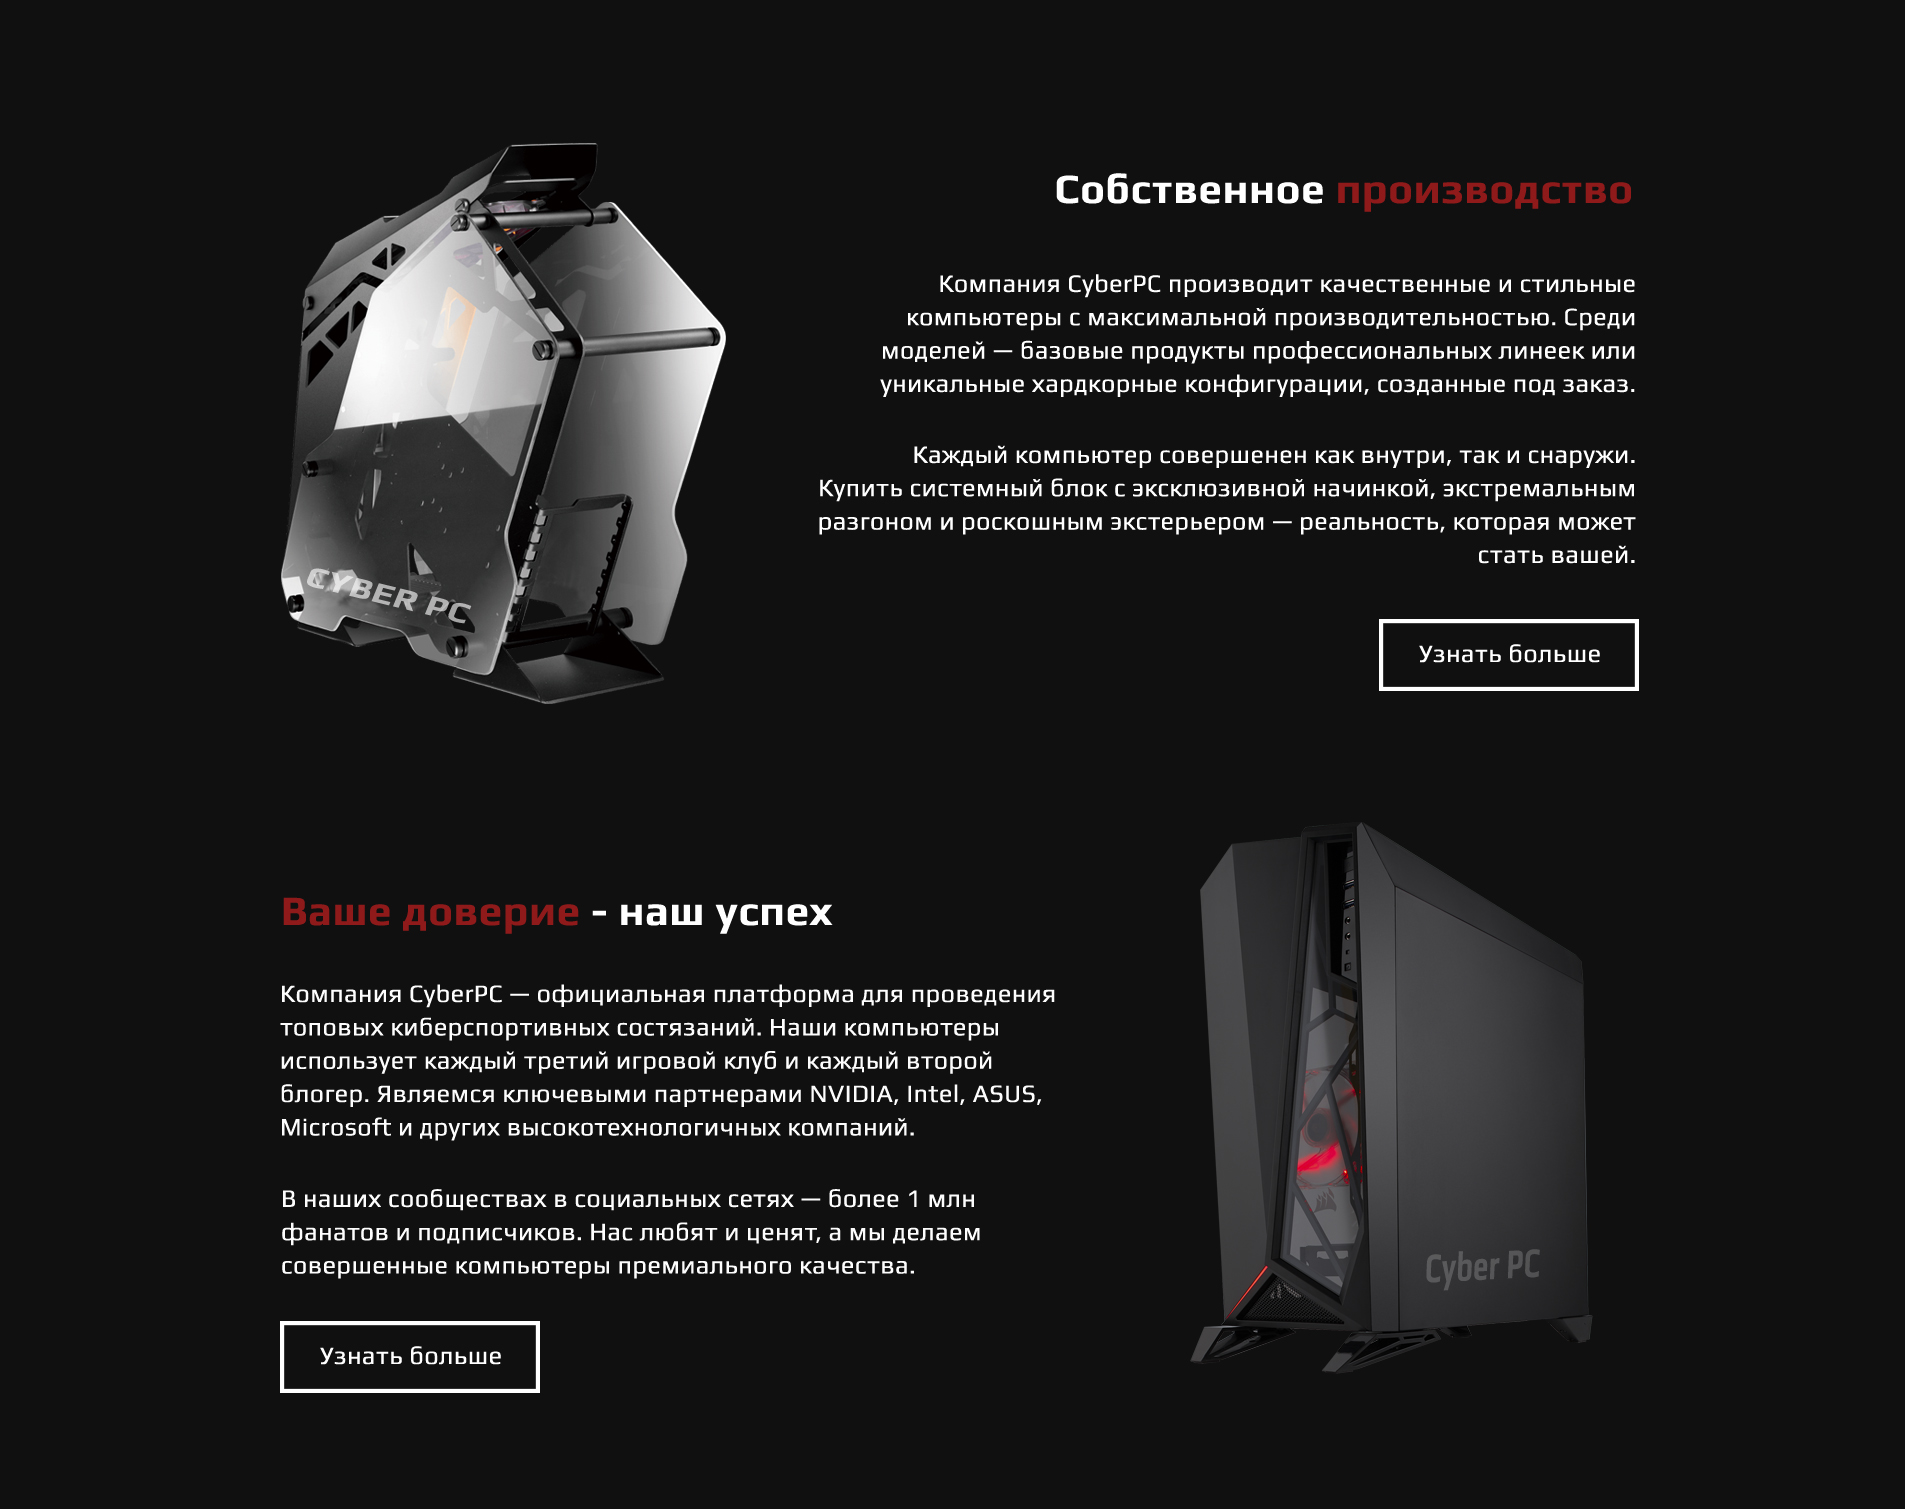 Собственное производство
Компания CyberPC производит качественные и стильные
компьютеры с максимальной производительностью. Среди
моделей — базовые продукты профессиональных линеек или
уникальные хардкорные конфигурации, созданные под заказ.
Каждый компьютер совершенен как внутри, так и снаружи.
Купить системный блок с эксклюзивной начинкой, экстремальным
разгоном и роскошным экстерьером — реальность, которая может
стать вашей.
CYBER PC
Узнать больше
Ваше доверие - наш успех
Компания CyberPC — официальная платформа для проведения
топовых киберспортивных состязаний. Наши компьютеры
использует каждый третий игровой клуб и каждый второй
блогер. Являемся ключевыми партнерами NVIDIA, Intel, ASUS,
Microsoft и других высокотехнологичных компаний.
В наших сообществах в социальных сетях — более 1 млн
фанатов и подписчиков. Нас любят и ценят, а мы делаем
совершенные компьютеры премиального качества.
Узнать больше
Cyber PC